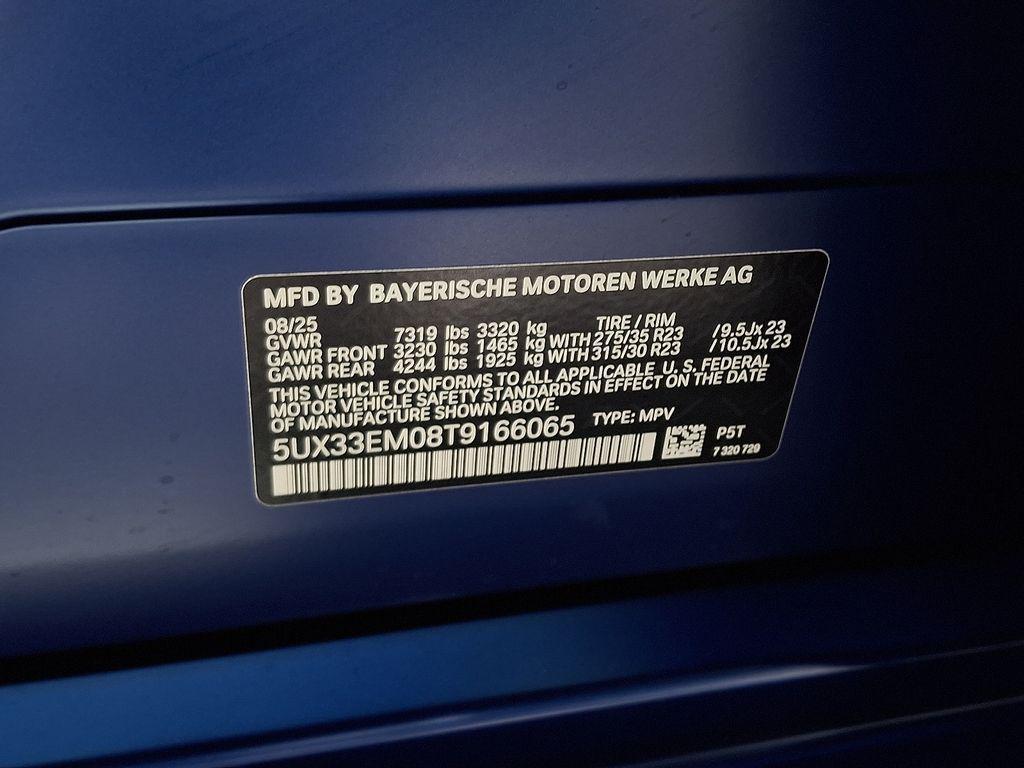 MFD BY BAYERISCHE MOTOREN WERKE AG
08/25 TIRE / RIM
GVWR 7319 lbs 3320 kg
GAWR FRONT 3230 lbs 1465 kg WITH 275/35 R23 /9.5Jx 23
GAWR REAR 4244 lbs 1925 kg WITH 315/30 R23 /10.5Jx 23
THIS VEHICLE CONFORMS TO ALL APPLICABLE U. S. FEDERAL
MOTOR VEHICLE SAFETY STANDARDS IN EFFECT ON THE DATE
OF MANUFACTURE SHOWN ABOVE.
5UX33EM08T9166065 TYPE: MPV
P5T
7 320 729